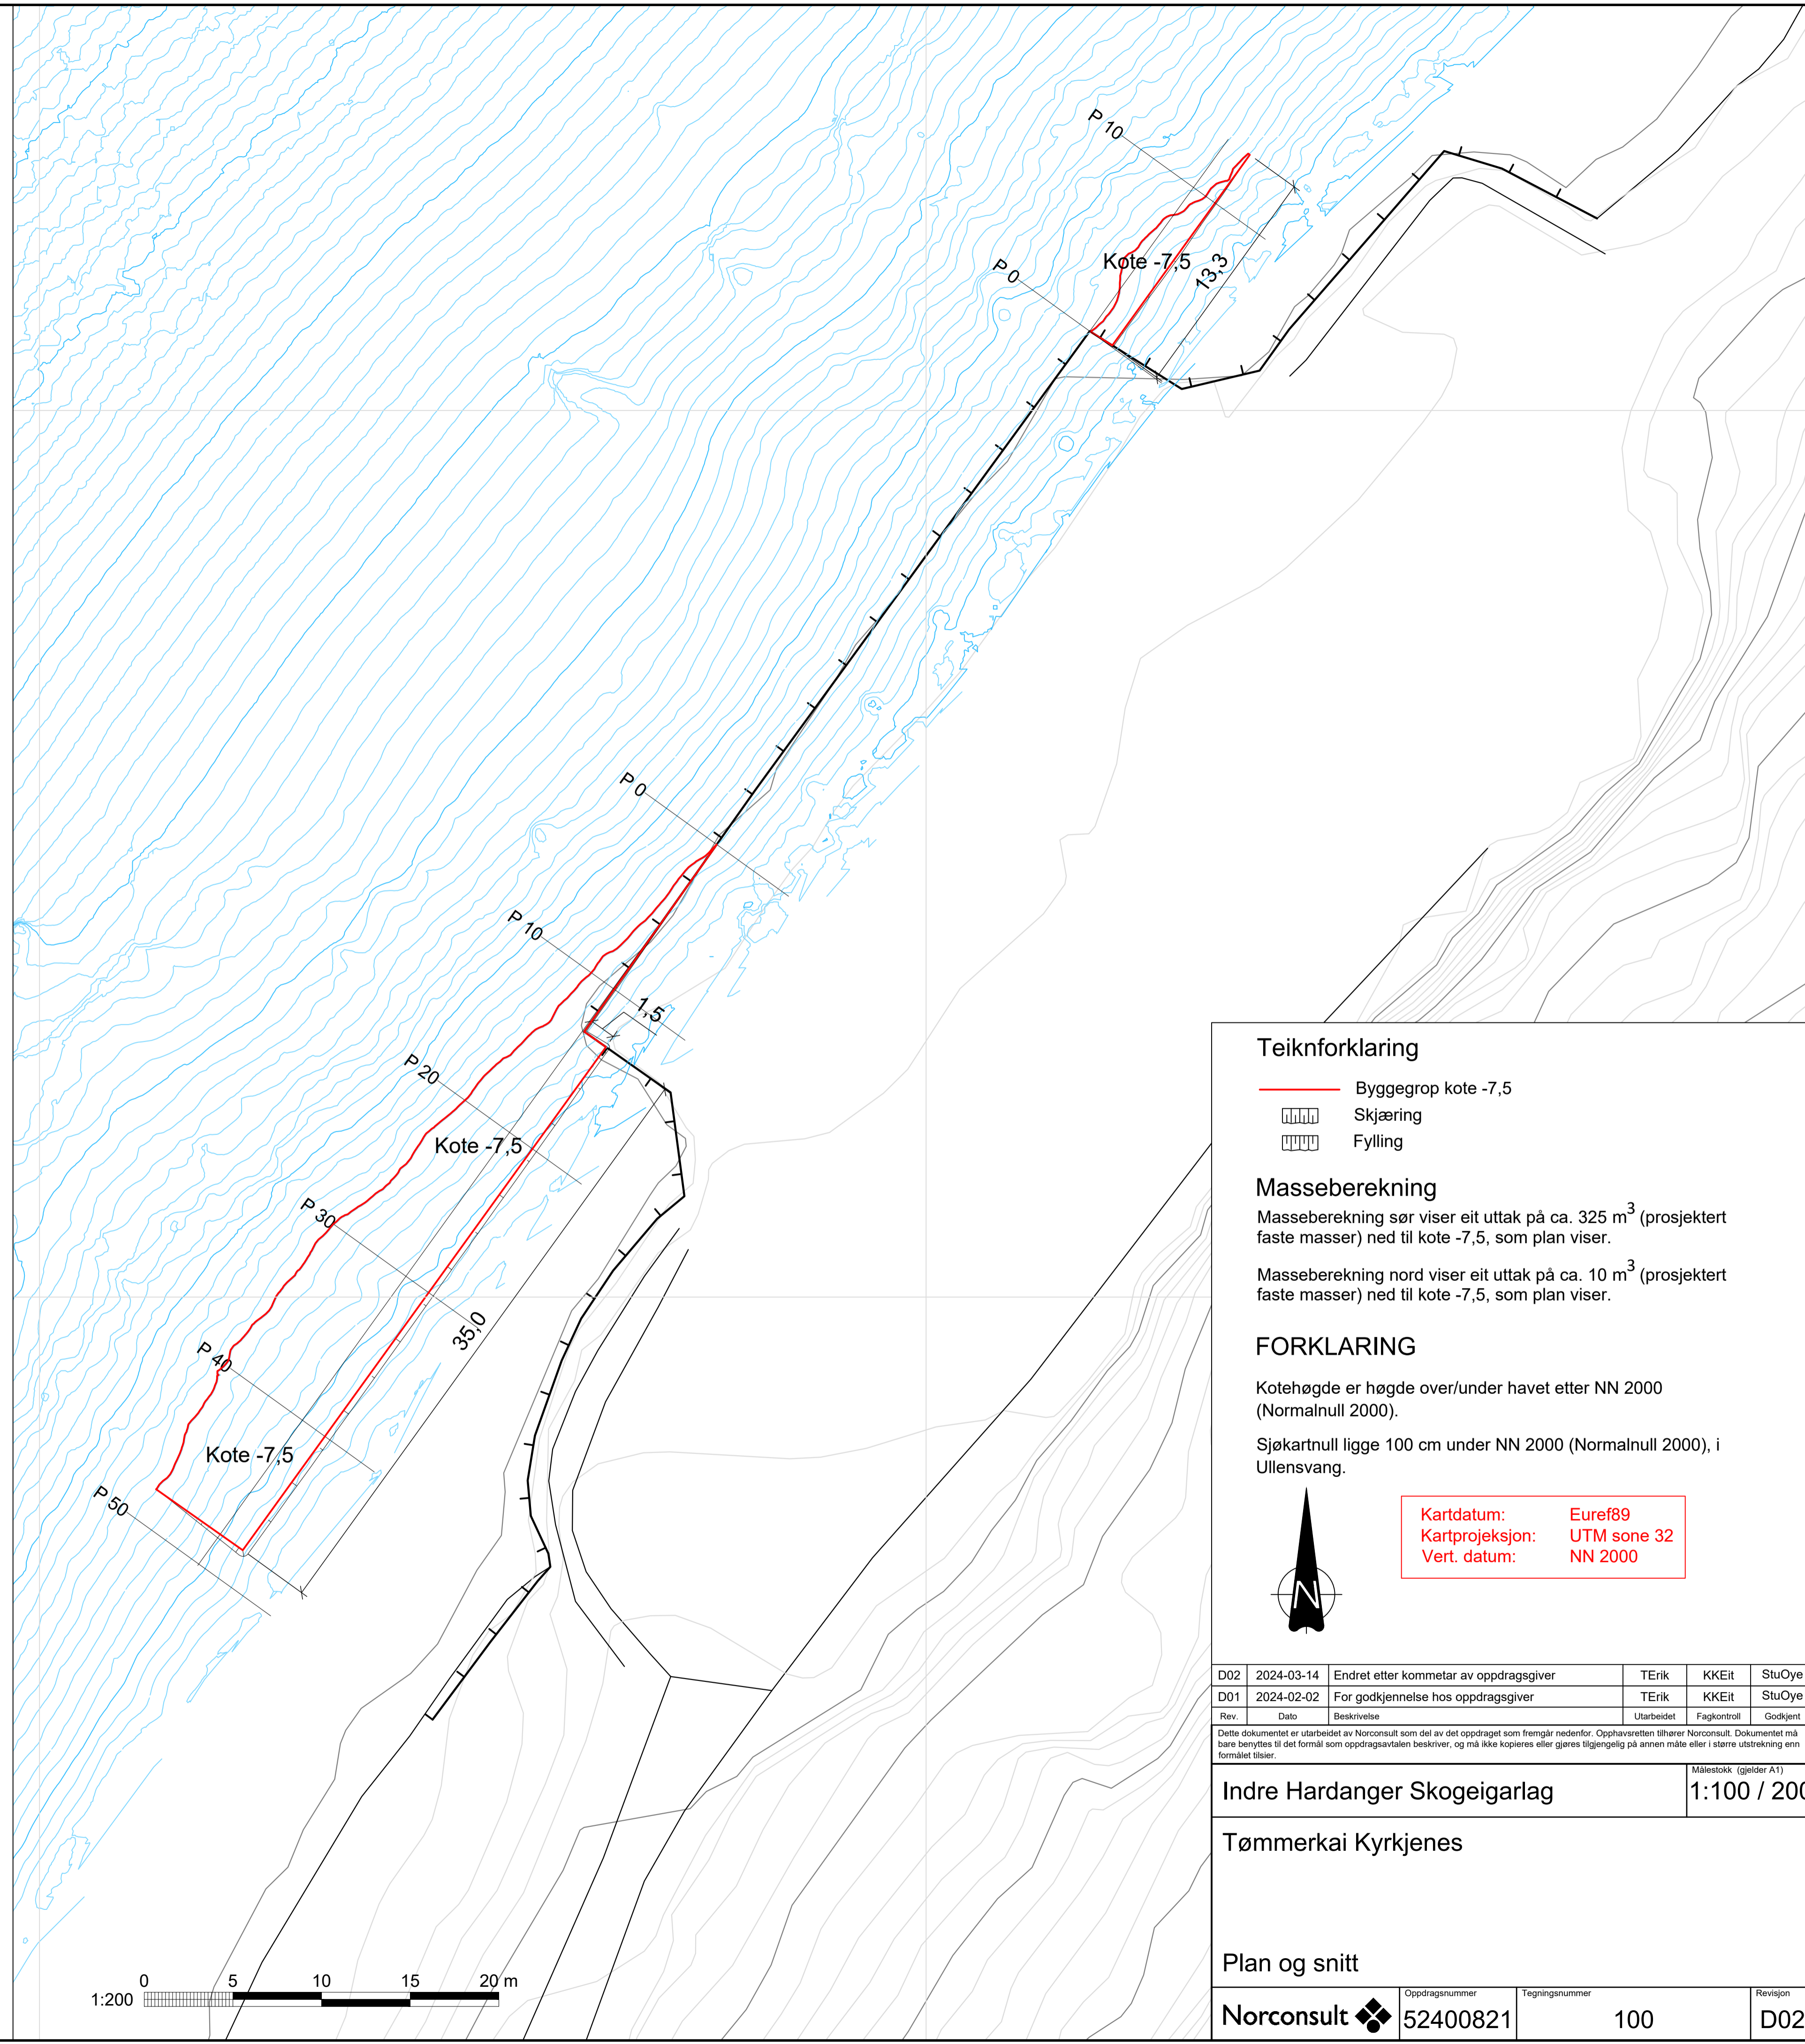 P 10
Kote -7,5
P 0
13,3
P 0
P 10
1,5
P 20
Kote -7,5
P 30
35,0
P 40
Kote -7,5
P 50
0 5 10 15 20 m
1:200
Teiknforklaring
Byggegrop kote -7,5
Skjæring
Fylling
Masseberekning
Masseberekning sør viser eit uttak på ca. 325 m3 (prosjektert
faste masser) ned til kote -7,5, som plan viser.
Masseberekning nord viser eit uttak på ca. 10 m3 (prosjektert
faste masser) ned til kote -7,5, som plan viser.
FORKLARING
Kotehøgde er høgde over/under havet etter NN 2000
(Normalnull 2000).
Sjøkartnull ligge 100 cm under NN 2000 (Normalnull 2000), i
Ullensvang.
N
Kartdatum: Euref89
Kartprojeksjon: UTM sone 32
Vert. datum: NN 2000
D02 2024-03-14 Endret etter kommetar av oppdragsgiver TErik KKEit StuOye
D01 2024-02-02 For godkjennelse hos oppdragsgiver TErik KKEit StuOye
Rev. Dato Beskrivelse Utarbeidet Fagkontroll Godkjent
Dette dokumentet er utarbeidet av Norconsult som del av det oppdraget som fremgår nedenfor. Opphavsretten tilhører Norconsult. Dokumentet må
bare benyttes til det formål som oppdragsavtalen beskriver, og må ikke kopieres eller gjøres tilgjengelig på annen måte eller i større utstrekning enn
formålet tilsier.
Indre Hardanger Skogeigarlag
Målestokk (gjelder A1)
1:100 / 200
Tømmerkai Kyrkjenes
Plan og snitt
Norconsult
Oppdragsnummer
52400821
Tegningsnummer
100
Revisjon
D02